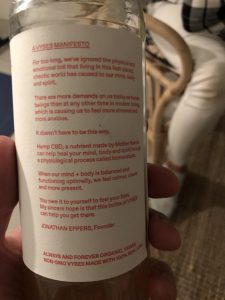 A VYBES MANIFESTO
For too long, we've ignored the physical and
emotional toll that living in this fast-paced,
chaotic world has caused to our mind, body
and spirit.
There are more demands on us today as human
beings than at any other time in modern history
which is causing us to feel more stressed and
more anxious.
It doesn't have to be this way.
Hemp CBD, a nutrient made by Mother Nature
can help your mind, body and spirit through
a physiological process called homeostasis.
When our mind + body is balanced and
functioning optimally, we feel calmer,
and more present.
You owe it to yourself to feel your best.
My sincere hope is that this bottle of VYBES
can help you get there.
JONATHAN EPPERS, Founder
ALWAYS AND FOREVER ORGANIC, VEGAN,
NON-GMO VYBES MADE WITH 100% REAL